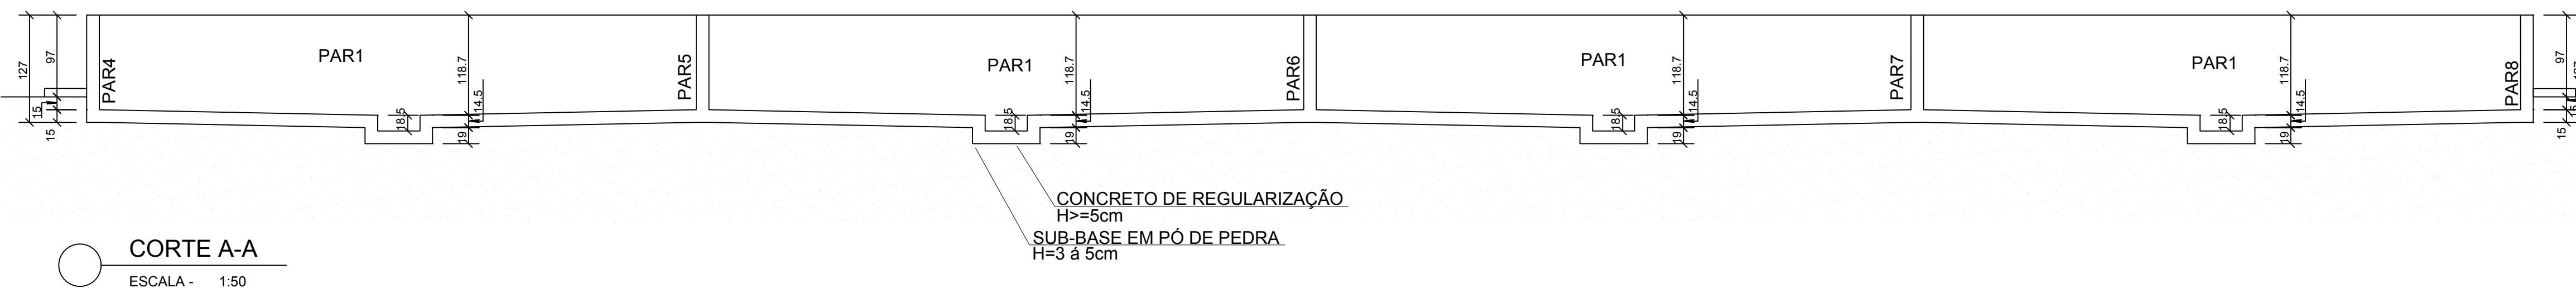 127
97
15
15
PAR4
PAR1
118.7
14.5
18.5
19
PAR5
PAR1
118.7
14.5
18.5
19
PAR6
PAR1
118.7
14.5
18.5
19
PAR7
PAR1
118.7
14.5
18.5
19
PAR8
97
15
CONCRETO DE REGULARIZAÇÃO
H>=5cm
SUB-BASE EM PÓ DE PEDRA
H=3 á 5cm
CORTE A-A
ESCALA - 1:50